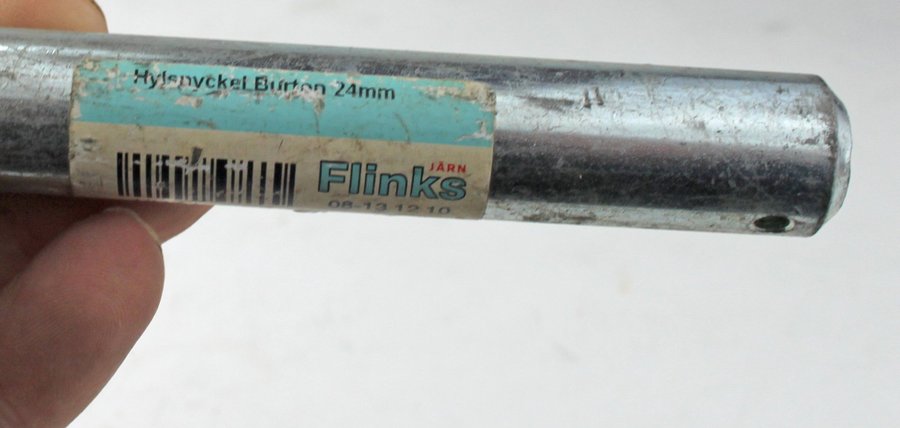 Hylsnyckel Burton 24mm
JÄRN
Flinks
08-13 12 10